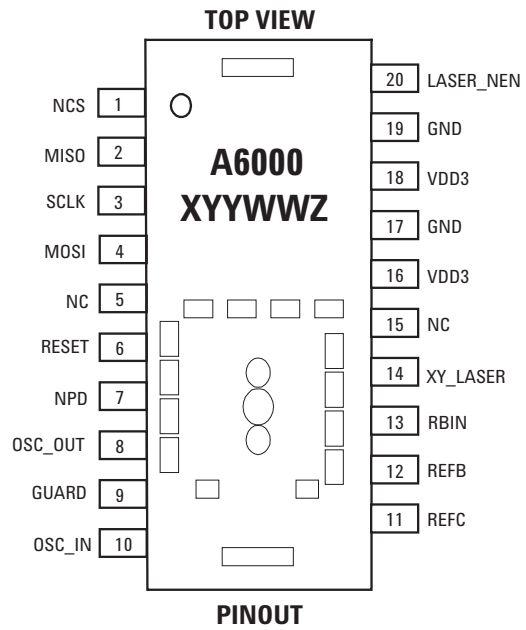 TOP VIEW
NCS 1
MISO 2
SCLK 3
MOSI 4
NC 5
RESET 6
NPD 7
OSC_OUT 8
GUARD 9
OSC_IN 10
A6000
XYYWWZ
20 LASER_NEN
19 GND
18 VDD3
17 GND
16 VDD3
15 NC
14 XY_LASER
13 RBIN
12 REFB
11 REFC
PINOUT